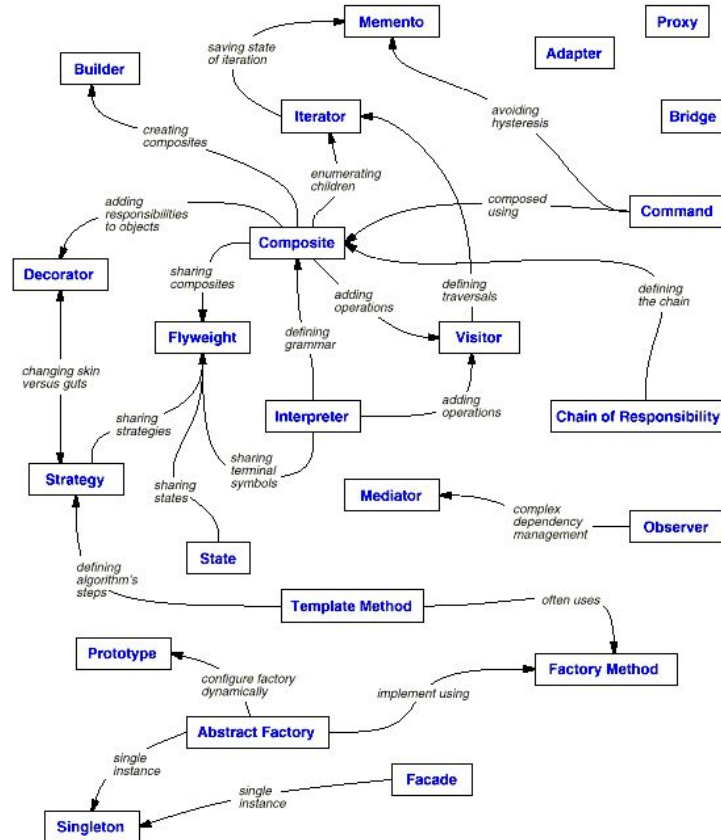 Memento
Proxy
Adapter
saving state
of iteration
Builder
Iterator
avoiding
hysteresis
Bridge
creating
composites
enumerating
children
adding
responsibilities
to objects
composed
using
Command
Composite
Decorator
sharing
composites
adding
operations
defining
traversals
defining
the chain
Flyweight
defining
grammar
Visitor
changing skin
versus guts
sharing
strategies
Interpreter
adding
operations
Chain of Responsibility
sharing
terminal
symbols
Strategy
sharing
states
Mediator
complex
dependency
management
Observer
State
defining
algorithm's
steps
Template Method
often uses
Prototype
configure factory
dynamically
implement using
Factory Method
Abstract Factory
single
instance
Facade
single
instance
Singleton